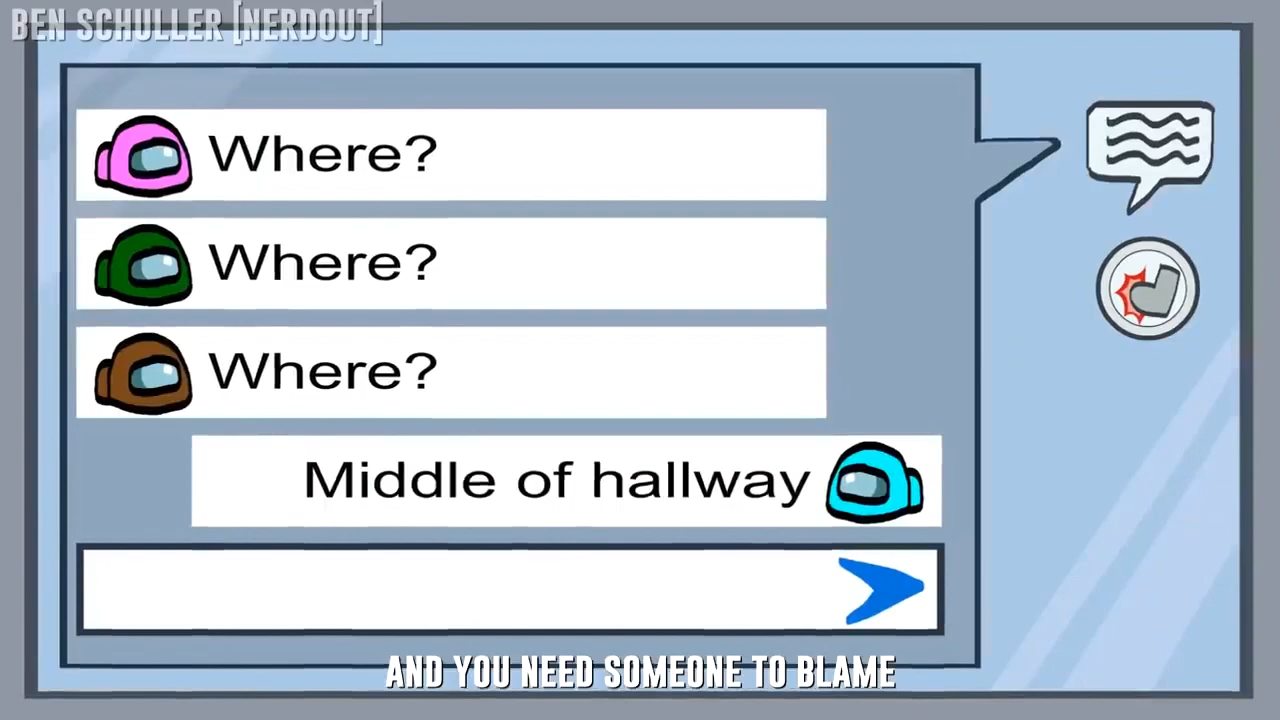 BEN SCHULLER [NERDOUT]
Where?
Where?
Where?
Middle of hallway
AND YOU NEED SOMEONE TO BLAME